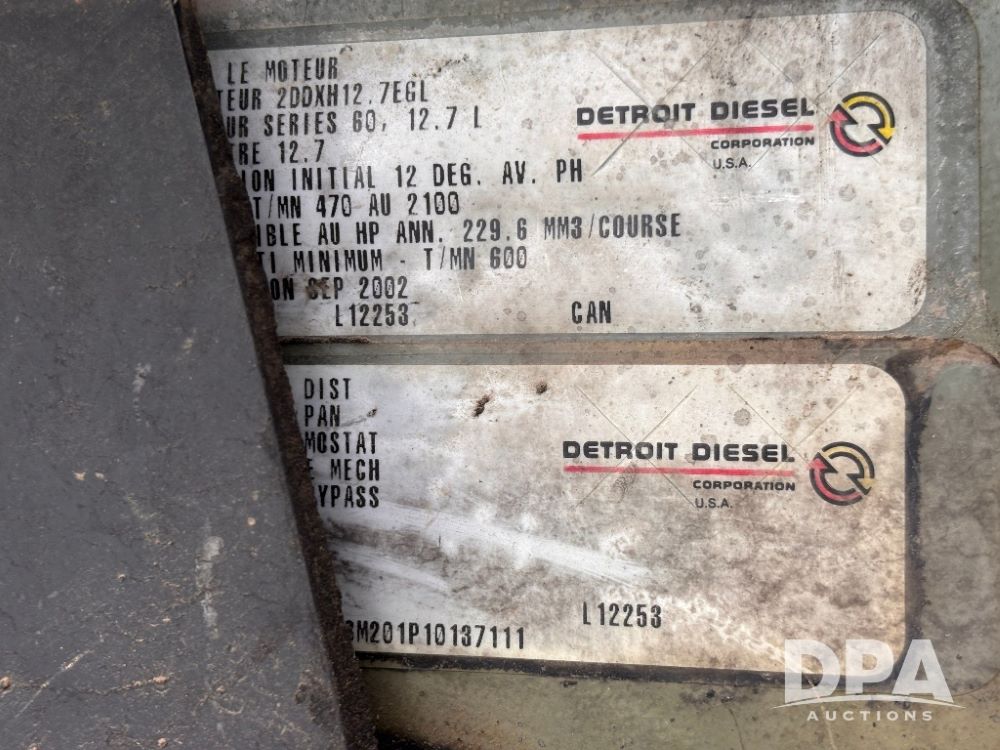 LE MOTEUR
TEUR 2DDXH12.7EGL
UR SERIES 60, 12.7 L
TRE 12.7
ION INITIAL 12 DEG. AV. PH
T/MN 470 AU 2100
IBLE AU HP ANN. 229.6 MM3/COURSE
TI MINIMUM - T/MN 600
ON SEP 2002
L12253 CAN
DETROIT DIESEL
CORPORATION
U.S.A.
DIST
PAN
MOSTAT
E MECH
YPASS
DETROIT DIESEL
CORPORATION
U.S.A.
L12253
3M201P10137111
DPA
AUCTIONS